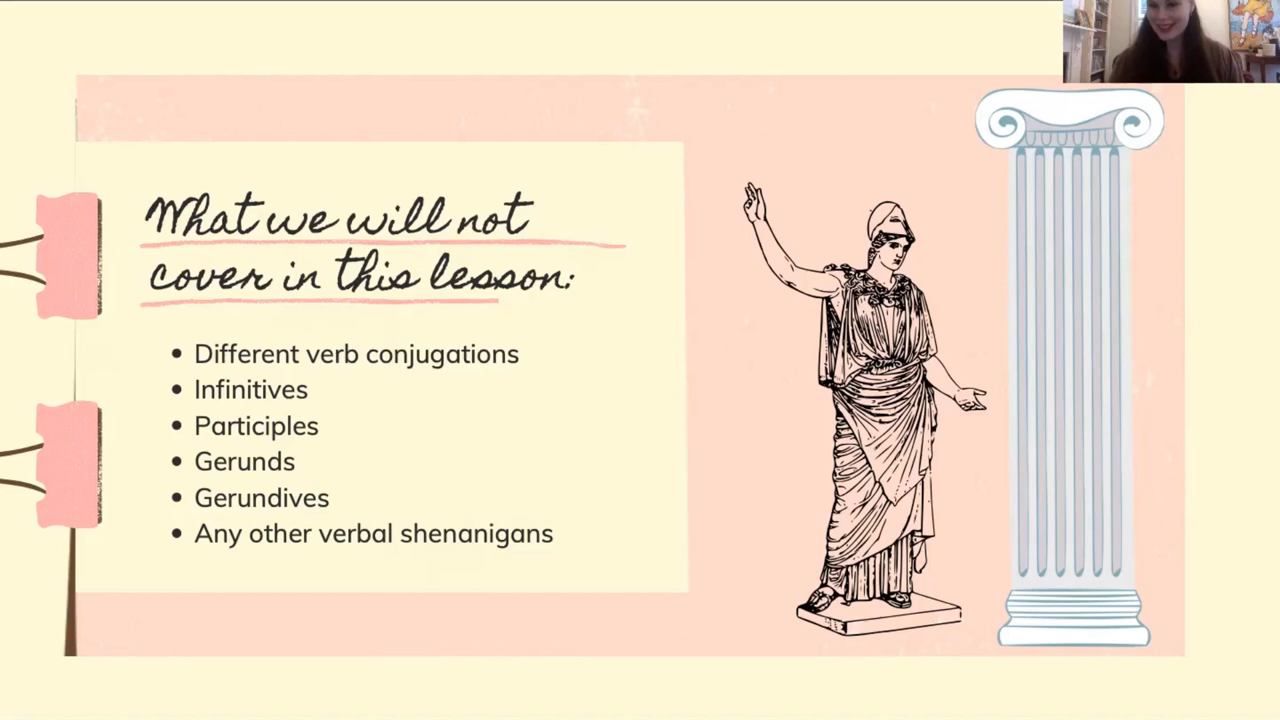 What we will not
cover in this lesson:
Different verb conjugations
Infinitives
Participles
Gerunds
Gerundives
Any other verbal shenanigans